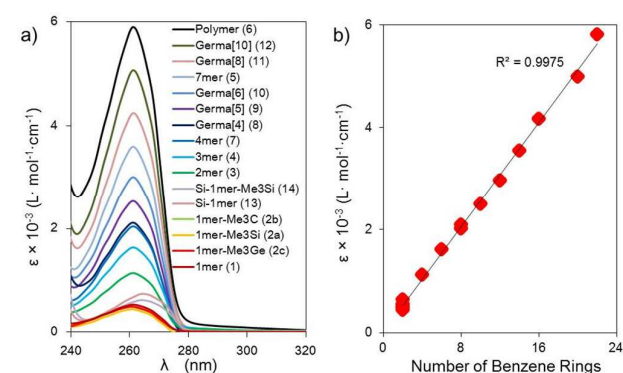 a)
6
4
2
0
ε × 10⁻³ (L· mol⁻¹·cm⁻¹)
240
260
280
300
320
λ (nm)
Polymer (6)
Germa[10] (12)
Germa[8] (11)
7mer (5)
Germa[6] (10)
Germa[5] (9)
Germa[4] (8)
4mer (7)
3mer (4)
2mer (3)
Si-1mer-Me3Si (14)
Si-1mer (13)
1mer-Me3C (2b)
1mer-Me3Si (2a)
1mer-Me3Ge (2c)
1mer (1)
b)
6
4
2
0
ε × 10⁻³ (L· mol⁻¹·cm⁻¹)
R² = 0.9975
0
8
16
24
Number of Benzene Rings